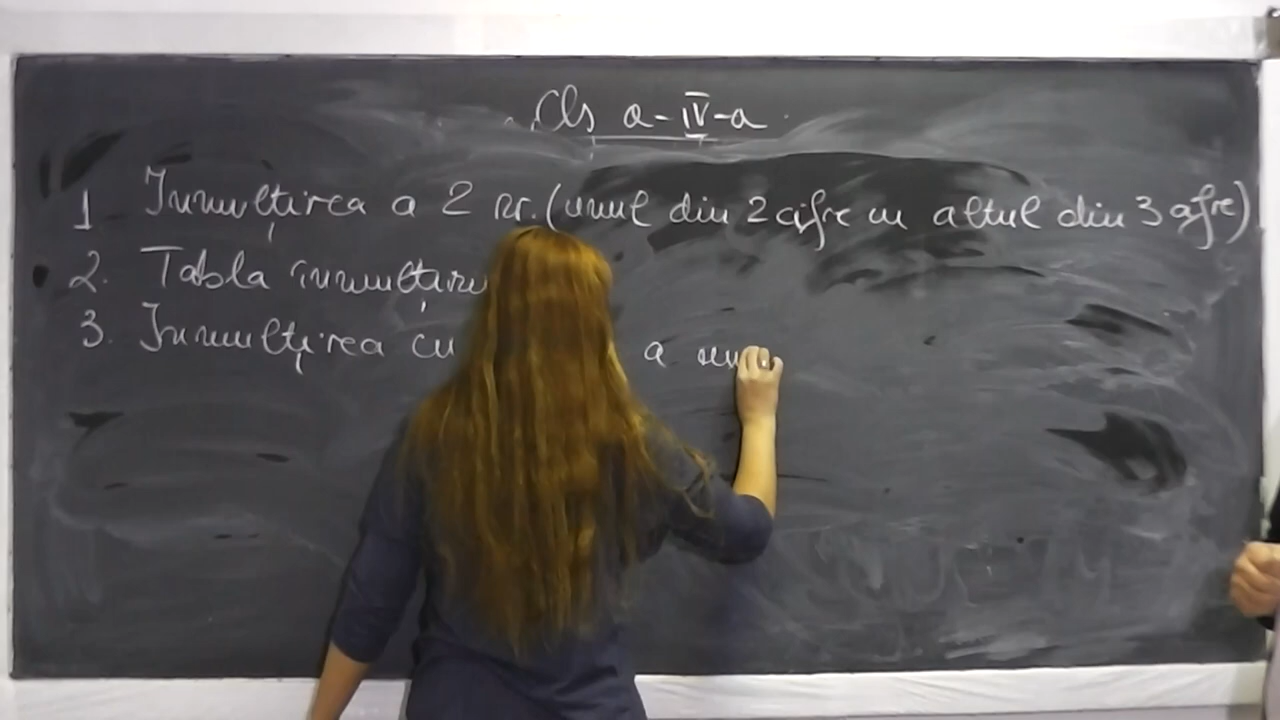 Cls a-IV-a
1 Înmulțirea a 2 nr. (unul din 2 cifre cu altul din 3 cifre)
2. Tabla înmulțirii
3. Înmulțirea cu a